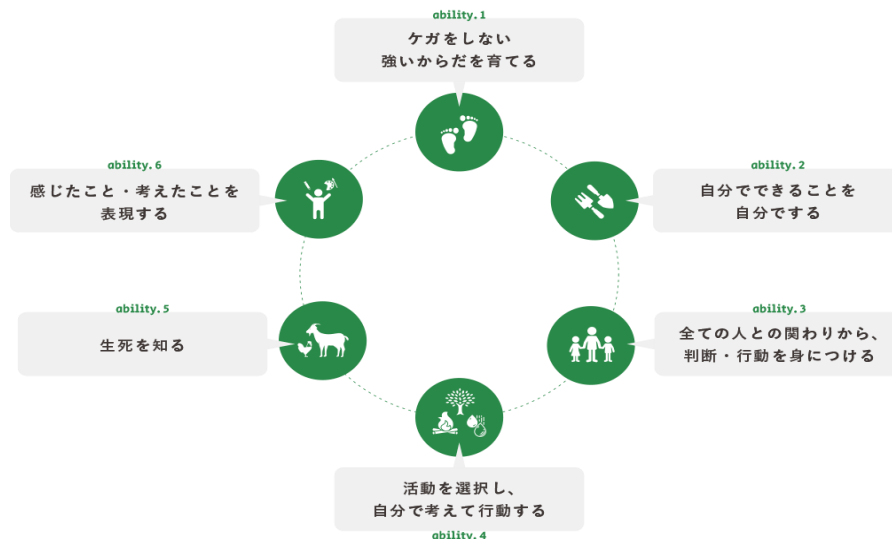 ability.1
ケガをしない
強いからだを育てる
ability.2
自分でできることを
自分でする
ability.3
全ての人との関わりから、
判断・行動を身につける
活動を選択し、
自分で考えて行動する
ability.4
ability.5
生死を知る
ability.6
感じたこと・考えたことを
表現する